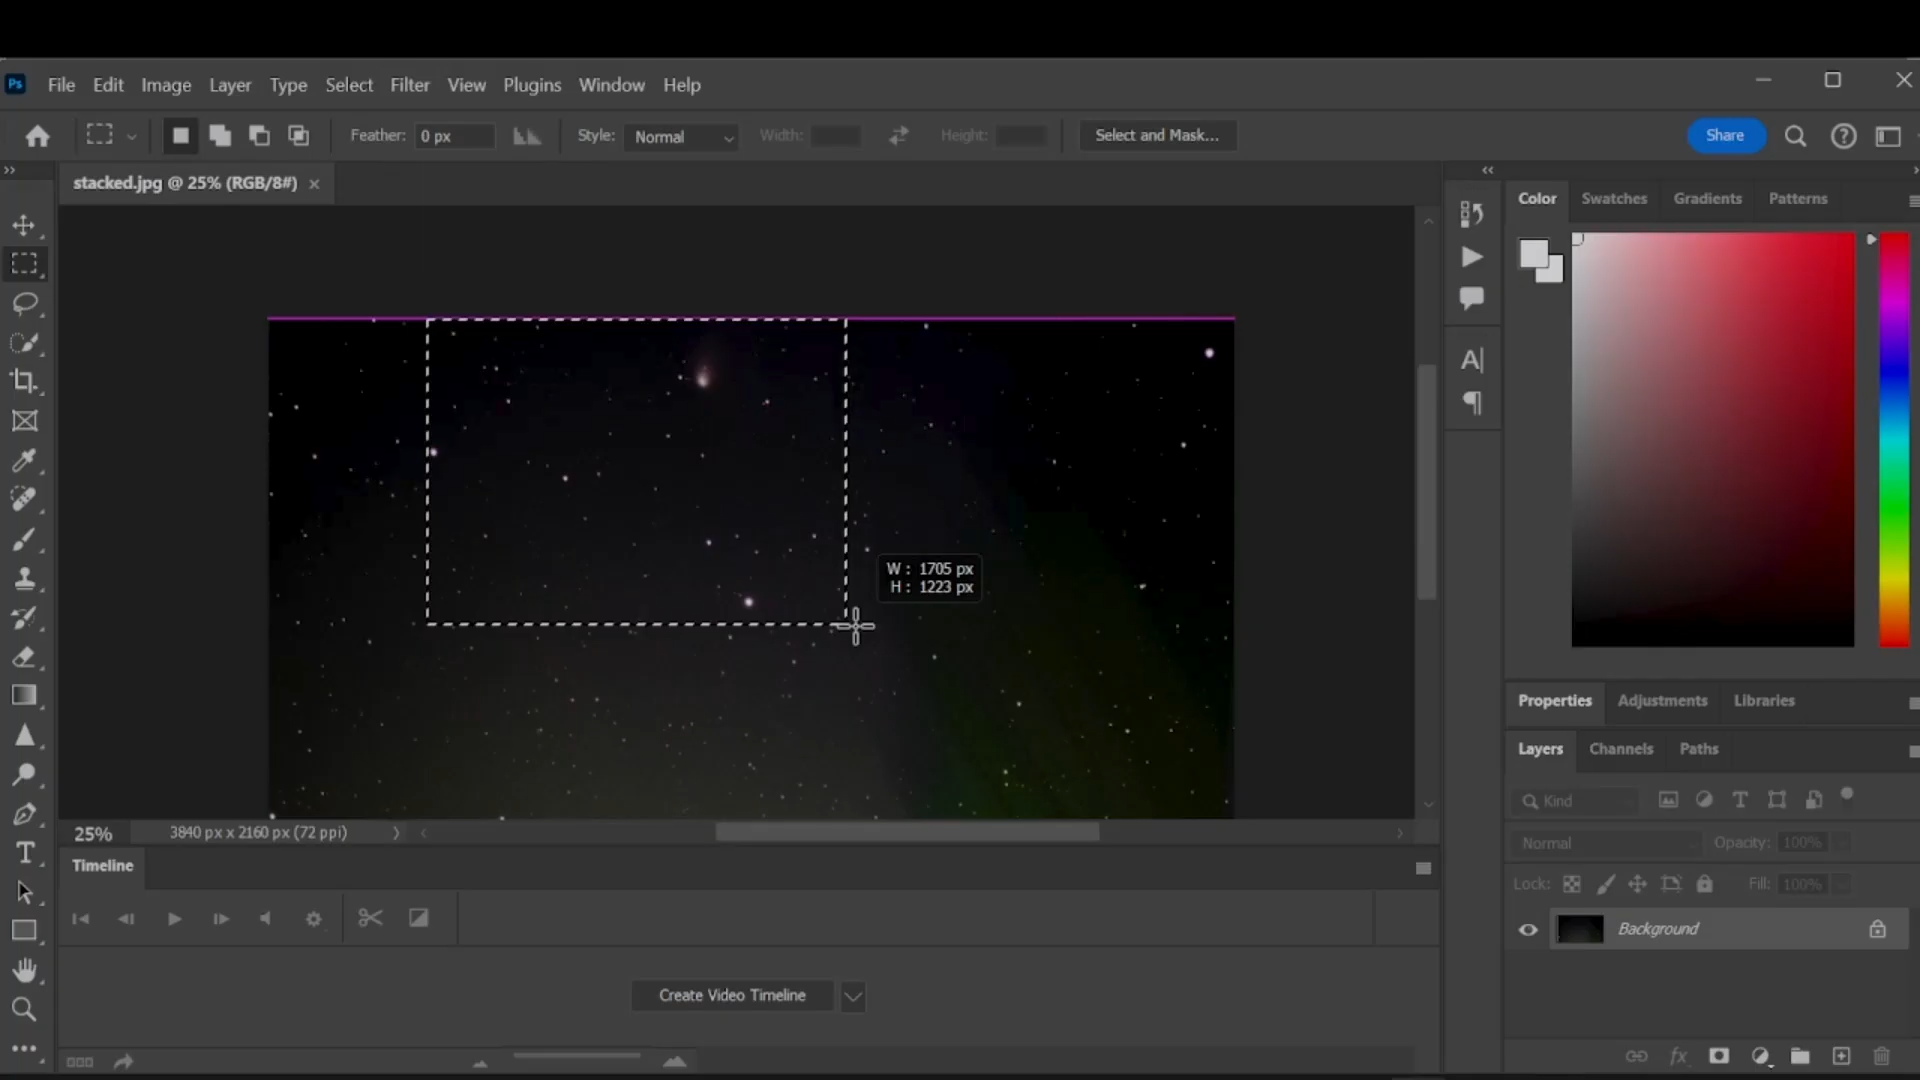 Ps File Edit Image Layer Type Select Filter View Plugins Window Help
Feather: 0 px Style: Normal Width: Height: Select and Mask... Share
stacked.jpg @ 25% (RGB/8#)
Color Swatches Gradients Patterns
W : 1705 px
H : 1223 px
Properties Adjustments Libraries
Layers Channels Paths
Kind
25% 3840 px x 2160 px (72 ppi)
Normal Opacity: 100%
Timeline
Lock: Fill: 100%
Background
Create Video Timeline
fx